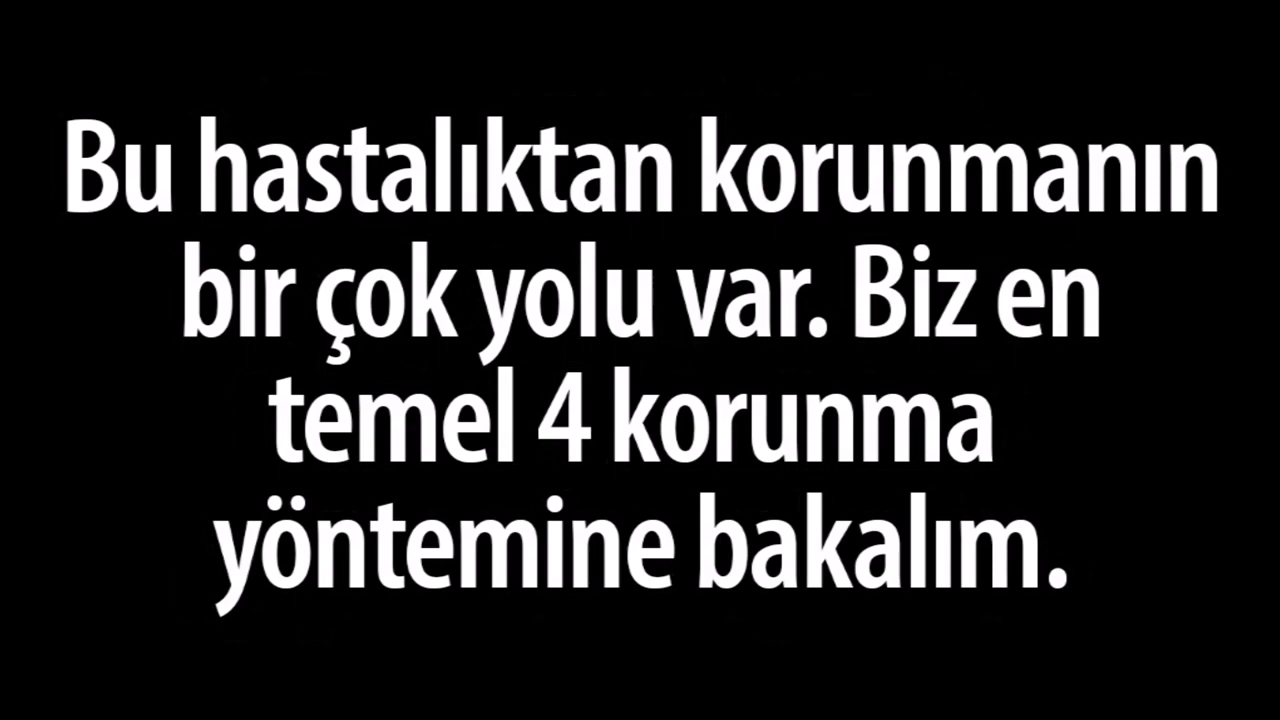 Bu hastalıktan korunmanın
bir çok yolu var. Biz en
temel 4 korunma
yöntemine bakalım.